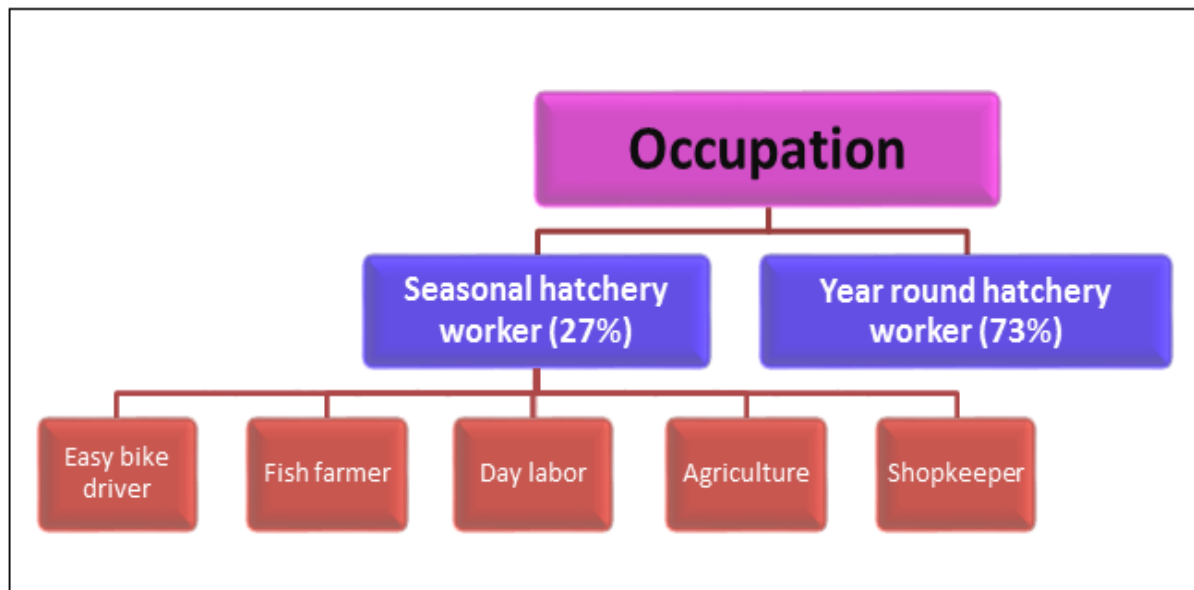 Occupation
Seasonal hatchery
worker (27%)
Year round hatchery
worker (73%)
Easy bike
driver
Fish farmer
Day labor
Agriculture
Shopkeeper